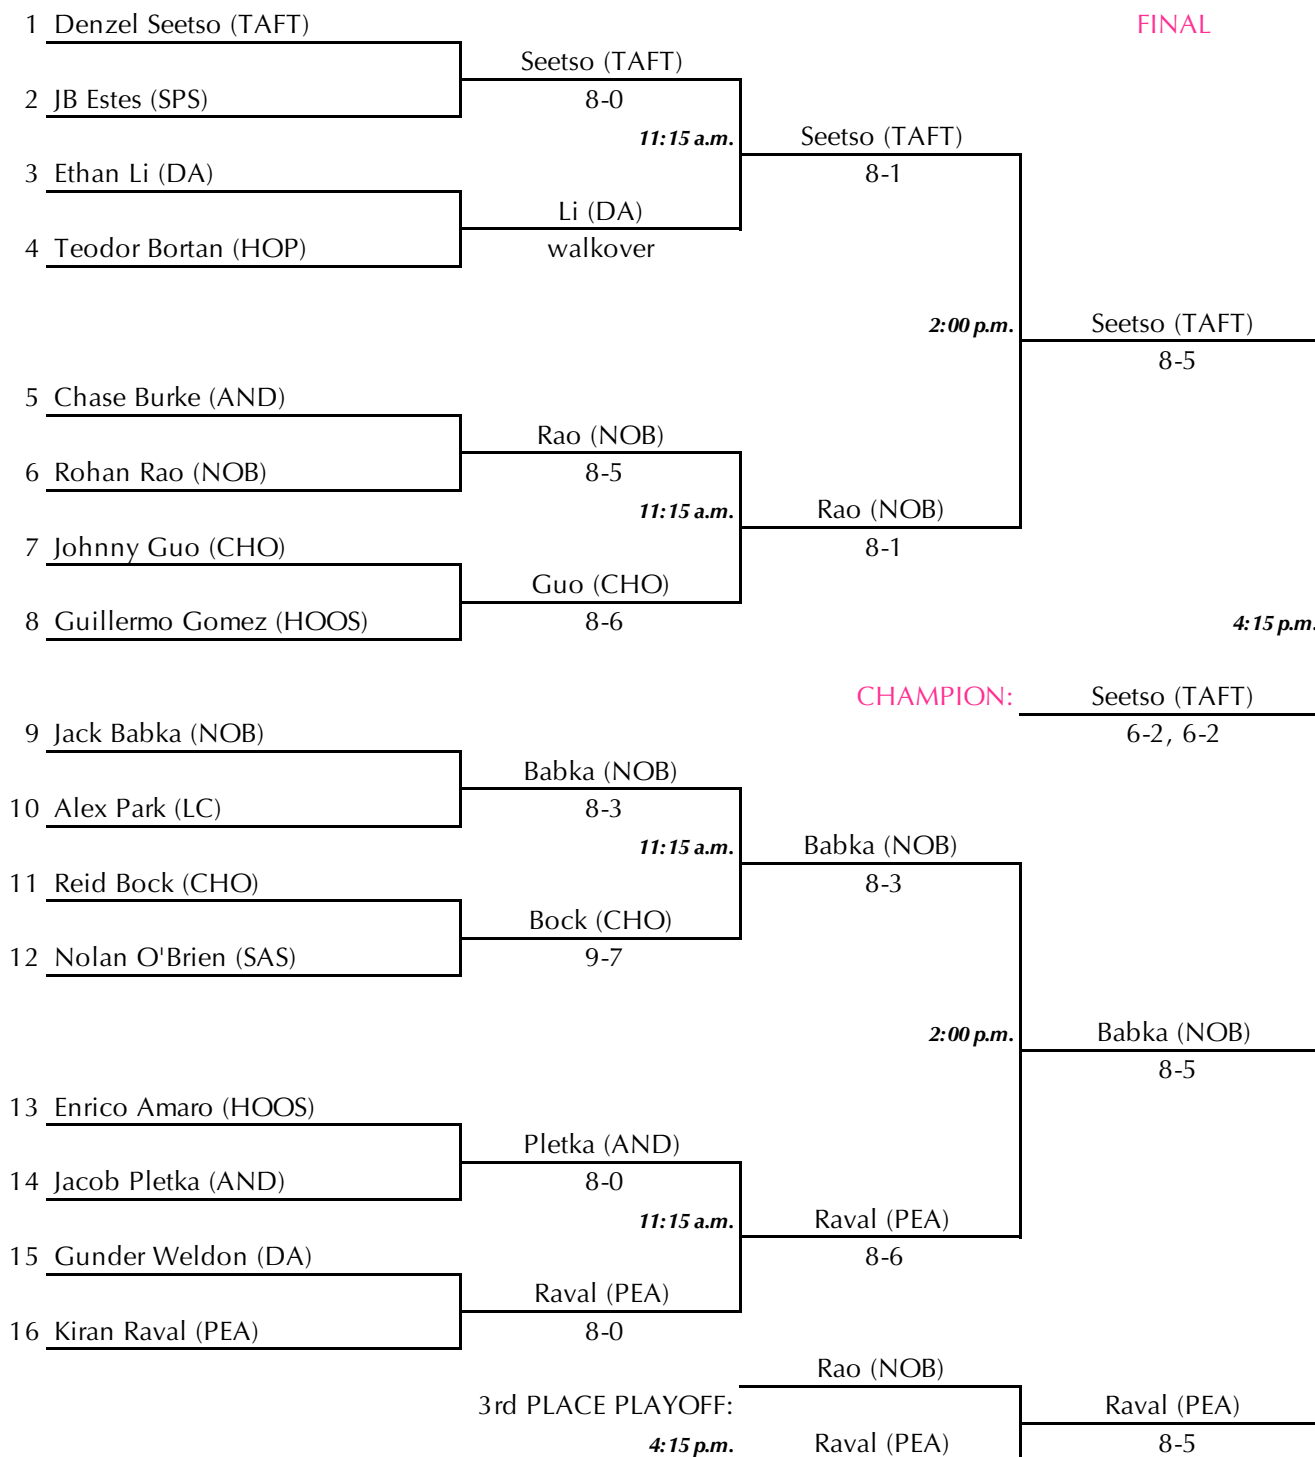 1 Denzel Seetso (TAFT)
FINAL
Seetso (TAFT)
2 JB Estes (SPS)
8-0
11:15 a.m.
Seetso (TAFT)
3 Ethan Li (DA)
8-1
Li (DA)
4 Teodor Bortan (HOP)
walkover
2:00 p.m.
Seetso (TAFT)
8-5
5 Chase Burke (AND)
Rao (NOB)
6 Rohan Rao (NOB)
8-5
11:15 a.m.
Rao (NOB)
7 Johnny Guo (CHO)
8-1
Guo (CHO)
8 Guillermo Gomez (HOOS)
8-6
4:15 p.m.
CHAMPION:
Seetso (TAFT)
9 Jack Babka (NOB)
6-2, 6-2
Babka (NOB)
10 Alex Park (LC)
8-3
11:15 a.m.
Babka (NOB)
11 Reid Bock (CHO)
8-3
Bock (CHO)
12 Nolan O'Brien (SAS)
9-7
2:00 p.m.
Babka (NOB)
8-5
13 Enrico Amaro (HOOS)
Pletka (AND)
14 Jacob Pletka (AND)
8-0
11:15 a.m.
Raval (PEA)
15 Gunder Weldon (DA)
8-6
Raval (PEA)
16 Kiran Raval (PEA)
8-0
Rao (NOB)
3rd PLACE PLAYOFF:
Raval (PEA)
4:15 p.m.
Raval (PEA)
8-5